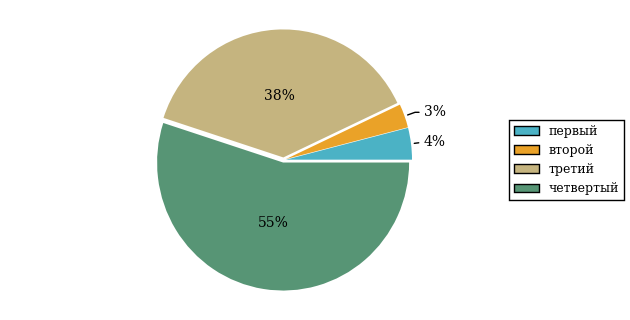 38%
3%
4%
55%
первый
второй
третий
четвертый